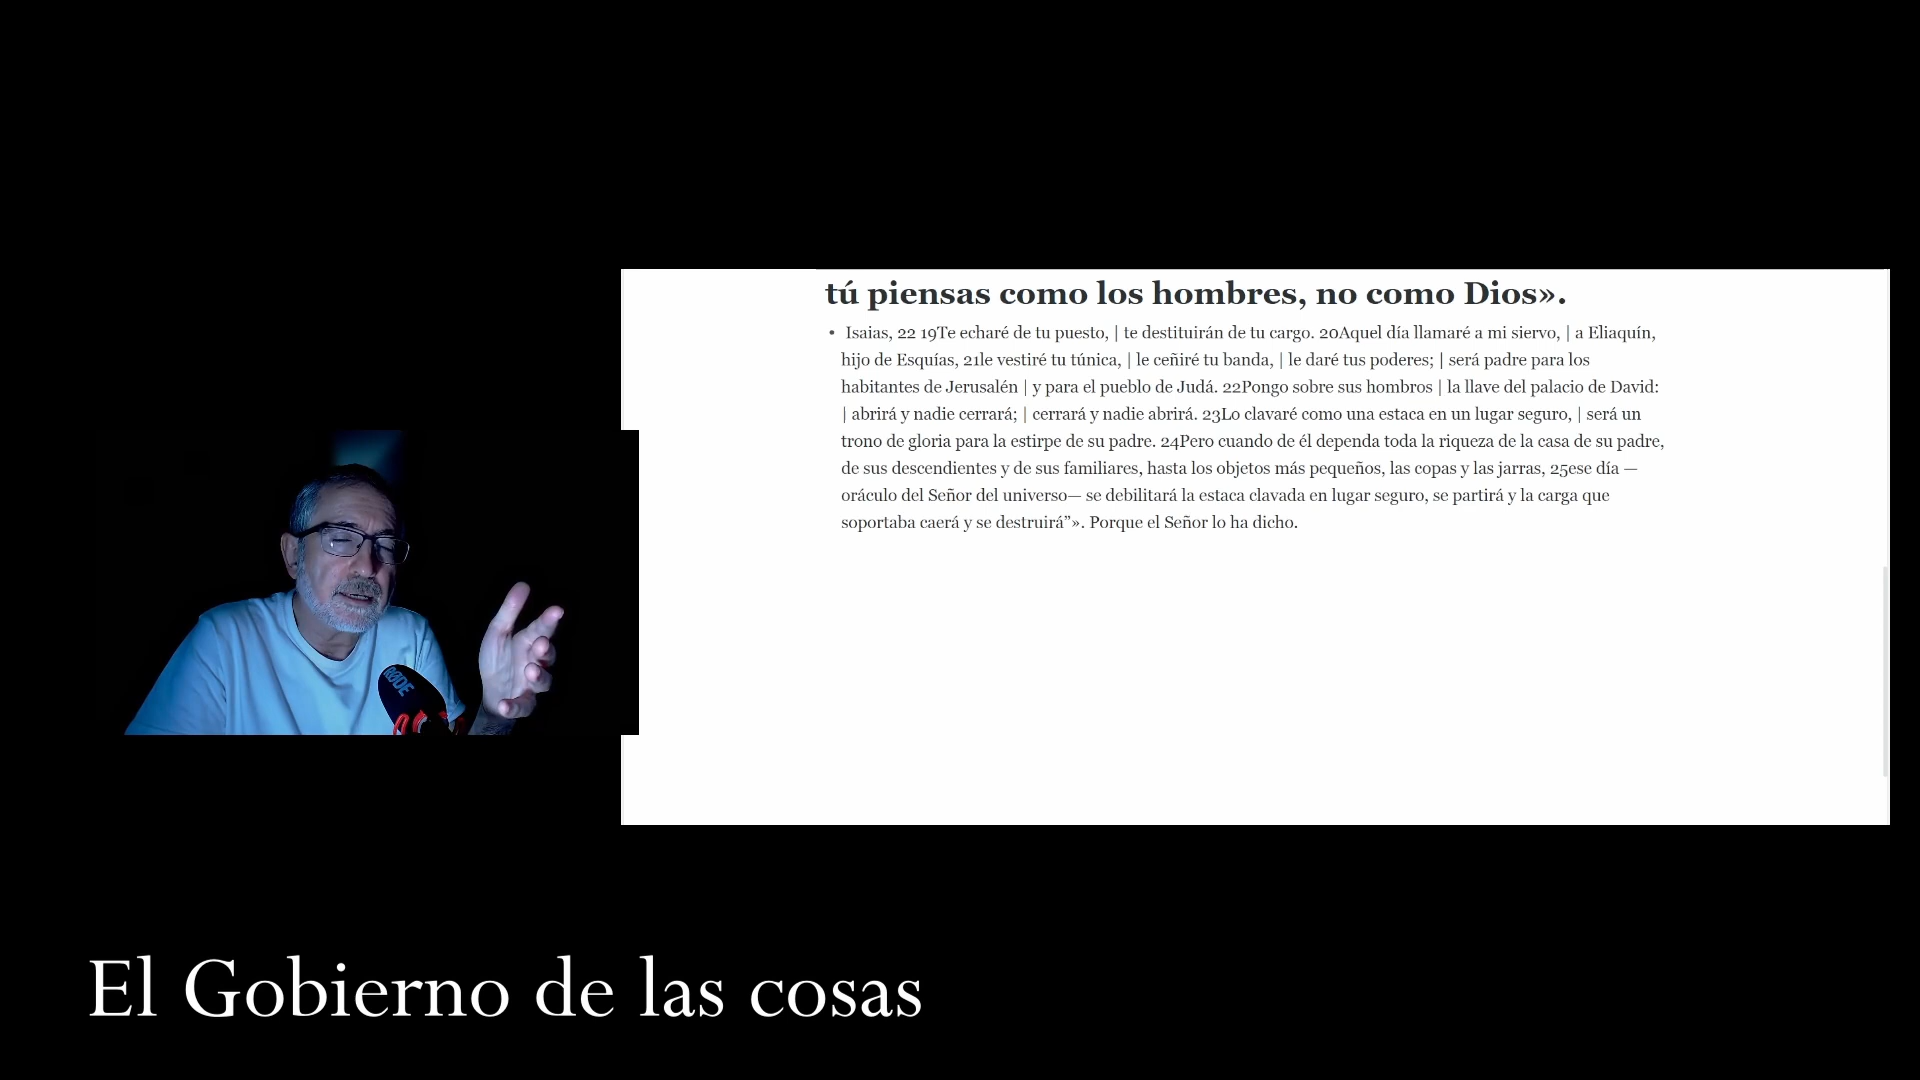 tú piensas como los hombres, no como Dios».
• Isaias, 22 19Te echaré de tu puesto, | te destituirán de tu cargo. 20Aquel día llamaré a mi siervo, | a Eliaquín,
hijo de Esquías, 21le vestiré tu túnica, | le ceñiré tu banda, | le daré tus poderes; | será padre para los
habitantes de Jerusalén | y para el pueblo de Judá. 22Pongo sobre sus hombros | la llave del palacio de David:
| abrirá y nadie cerrará; | cerrará y nadie abrirá. 23Lo clavaré como una estaca en un lugar seguro, | será un
trono de gloria para la estirpe de su padre. 24Pero cuando de él dependa toda la riqueza de la casa de su padre,
de sus descendientes y de sus familiares, hasta los objetos más pequeños, las copas y las jarras, 25ese día —
oráculo del Señor del universo— se debilitará la estaca clavada en lugar seguro, se partirá y la carga que
soportaba caerá y se destruirá”». Porque el Señor lo ha dicho.
RØDE
El Gobierno de las cosas